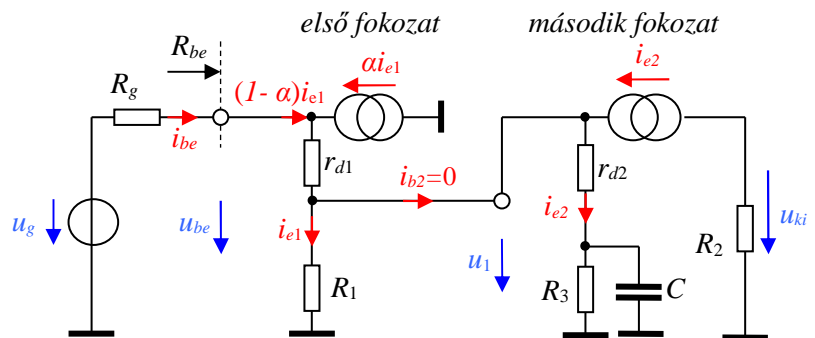 első fokozat
második fokozat
R_be
αi_e1
i_e2
R_g
(1- α)i_e1
i_be
r_d1
i_b2=0
r_d2
u_g
u_be
i_e1
i_e2
u_ki
u_1
R_2
R_1
R_3
C